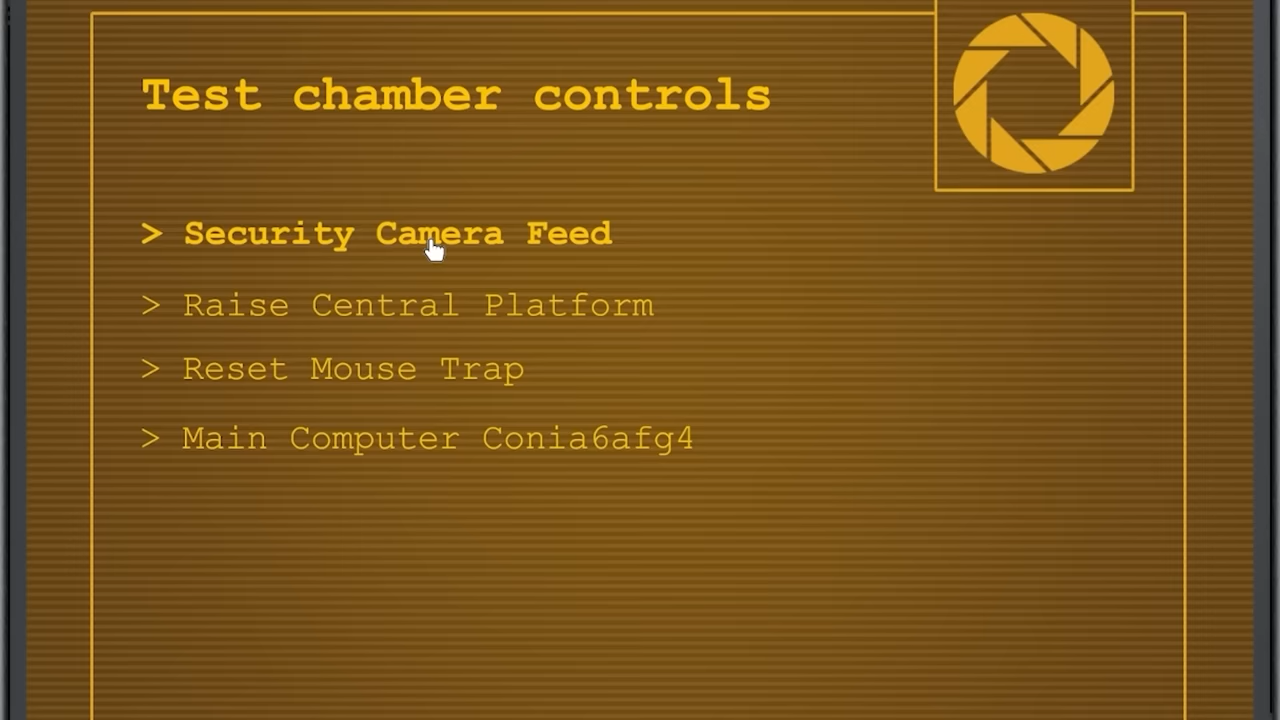 Test chamber controls
> Security Camera Feed
> Raise Central Platform
> Reset Mouse Trap
> Main Computer Conia6afg4